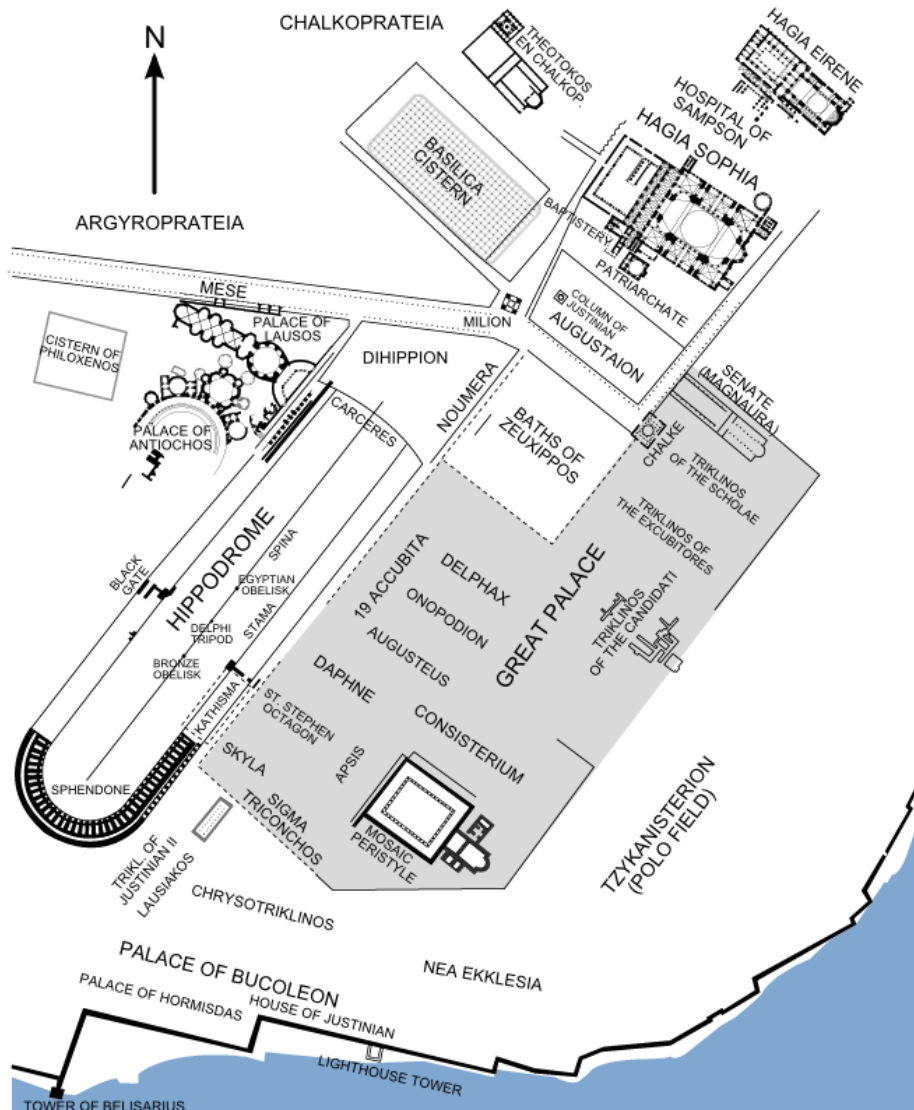 CHALKOPRATEIA
N
THEOTOKOS
EN CHALKOP.
HAGIA EIRENE
HOSPITAL OF
SAMPSON
HAGIA SOPHIA
BASILICA
CISTERN
ARGYROPRATEIA
BAPTISTERY
PATRIARCHATE
MESE
PALACE OF
LAUSOS
MILION
COLUMN OF
JUSTINIAN
AUGUSTAION
CISTERN OF
PHILOXENOS
DIHIPPION
NOUMERA
SENATE
(MAGNAURA)
PALACE OF
ANTIOCHOS
CARCERES
BATHS OF
ZEUXIPPOS
CHALKE
TRIKLINOS
OF THE SCHOLAE
TRIKLINOS OF
THE EXCUBITORES
HIPPODROME
SPINA
BLACK
GATE
EGYPTIAN
OBELISK
STAMA
DELPHI
TRIPOD
BRONZE
OBELISK
KATHISMA
SPHENDONE
19 ACCUBITA
DELPHAX
ONOPODION
AUGUSTEUS
DAPHNE
GREAT PALACE
TRIKLINOS
OF THE CANDIDATI
CONSISTERIUM
ST. STEPHEN
OCTAGON
APSIS
SKYLA
SIGMA
TRICONCHOS
MOSAIC
PERISTYLE
TZYKANISTERION
(POLO FIELD)
TRIKL. OF
JUSTINIAN II
LAUSIAKOS
CHRYSOTRIKLINOS
PALACE OF BUCOLEON
NEA EKKLESIA
PALACE OF HORMISDAS
HOUSE OF JUSTINIAN
LIGHTHOUSE TOWER
TOWER OF BELISARIUS